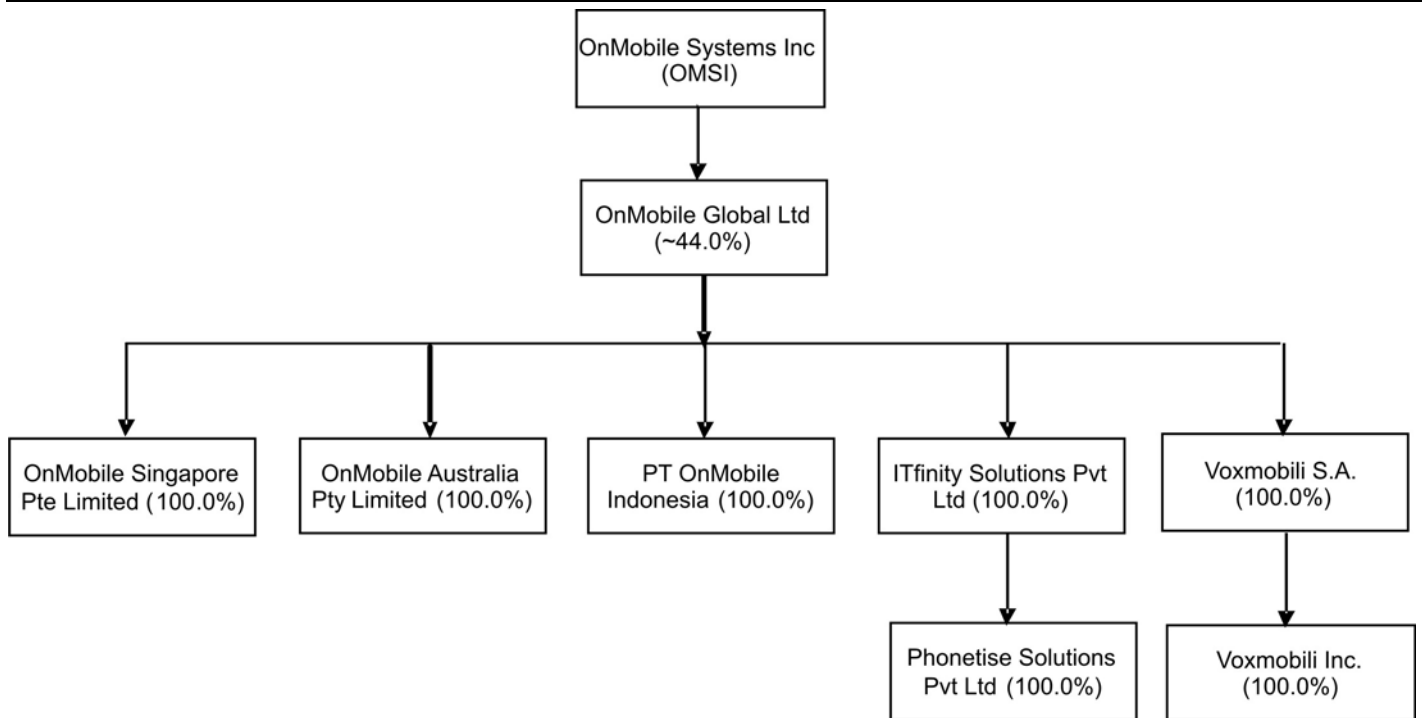 OnMobile Systems Inc
(OMSI)
OnMobile Global Ltd
(~44.0%)
OnMobile Singapore
Pte Limited (100.0%)
OnMobile Australia
Pty Limited (100.0%)
PT OnMobile
Indonesia (100.0%)
ITfinity Solutions Pvt
Ltd (100.0%)
Voxmobili S.A.
(100.0%)
Phonetise Solutions
Pvt Ltd (100.0%)
Voxmobili Inc.
(100.0%)